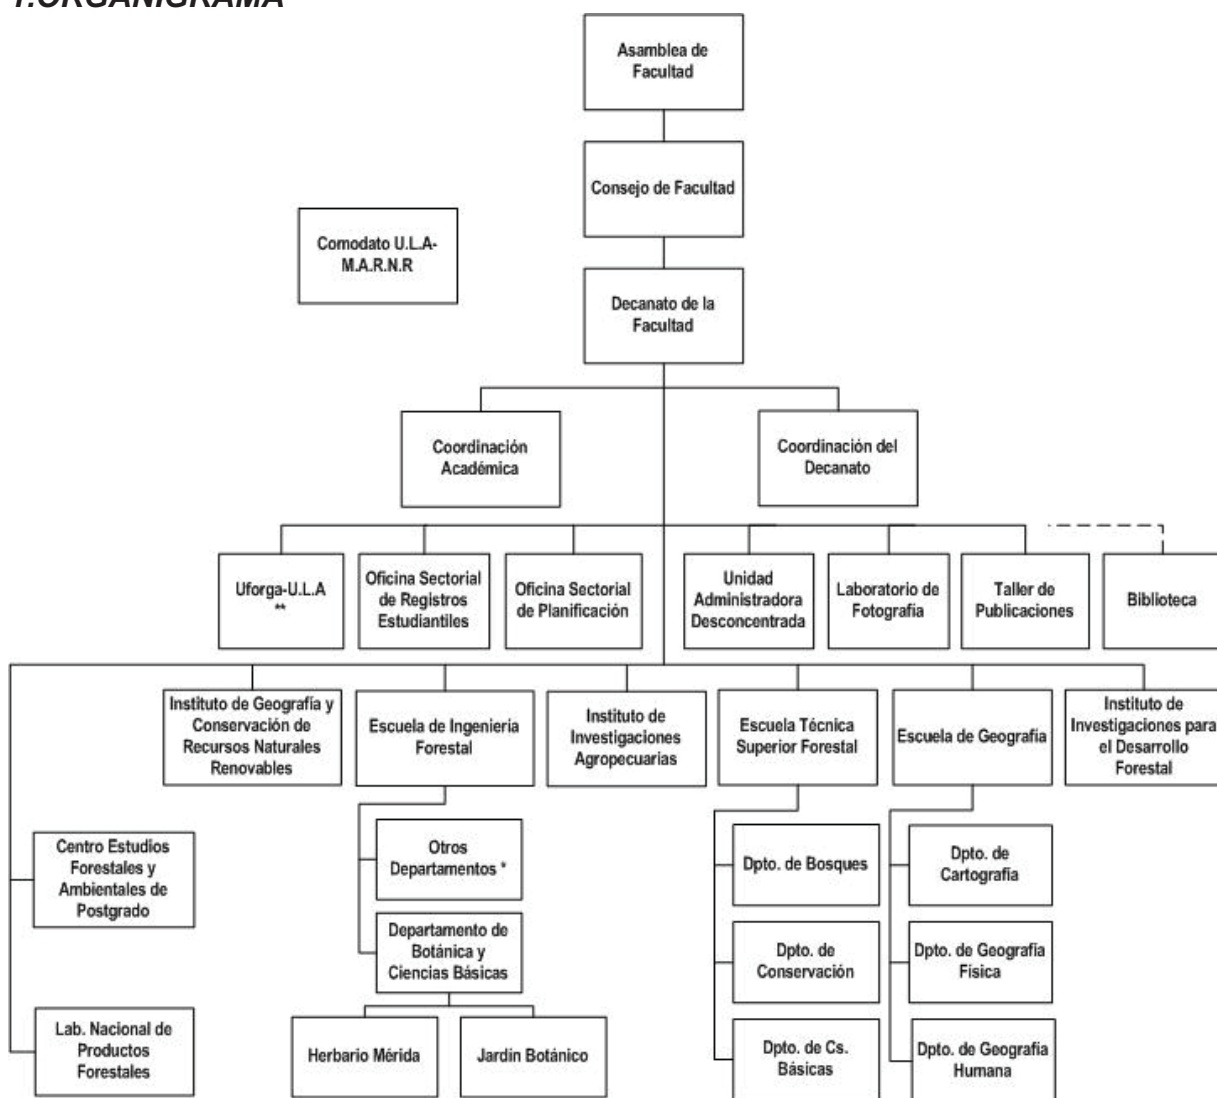 1.ORGANIGRAMA
Asamblea de
Facultad
Consejo de Facultad
Comodato U.L.A-
M.A.R.N.R
Decanato de la
Facultad
Coordinación
Académica
Coordinación del
Decanato
Uforga-U.L.A
**
Oficina Sectorial
de Registros
Estudiantiles
Oficina Sectorial
de Planificación
Unidad
Administradora
Desconcentrada
Laboratorio de
Fotografía
Taller de
Publicaciones
Biblioteca
Instituto de Geografía y
Conservación de
Recursos Naturales
Renovables
Escuela de Ingeniería
Forestal
Instituto de
Investigaciones
Agropecuarias
Escuela Técnica
Superior Forestal
Escuela de Geografía
Instituto de
Investigaciones para
el Desarrollo
Forestal
Centro Estudios
Forestales y
Ambientales de
Postgrado
Otros
Departamentos *
Dpto. de Bosques
Dpto. de
Cartografía
Departamento de
Botánica y
Ciencias Básicas
Dpto. de
Conservación
Dpto. de Geografía
Física
Lab. Nacional de
Productos
Forestales
Herbario Mérida
Jardín Botánico
Dpto. de Cs.
Básicas
Dpto. de Geografía
Humana